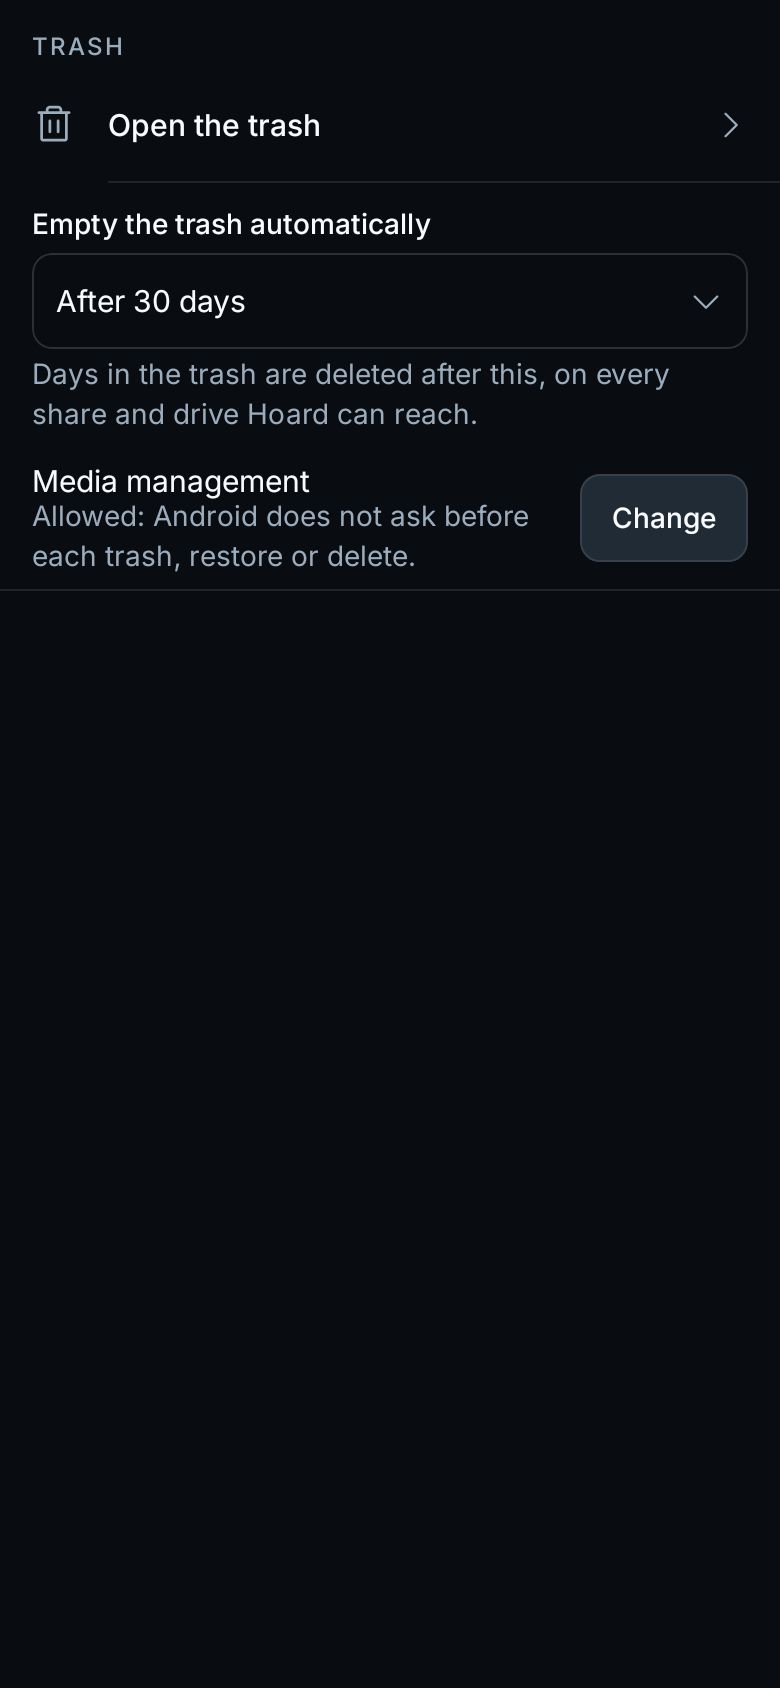 TRASH
Open the trash
Empty the trash automatically
After 30 days
Days in the trash are deleted after this, on every
share and drive Hoard can reach.
Media management
Allowed: Android does not ask before
each trash, restore or delete.
Change